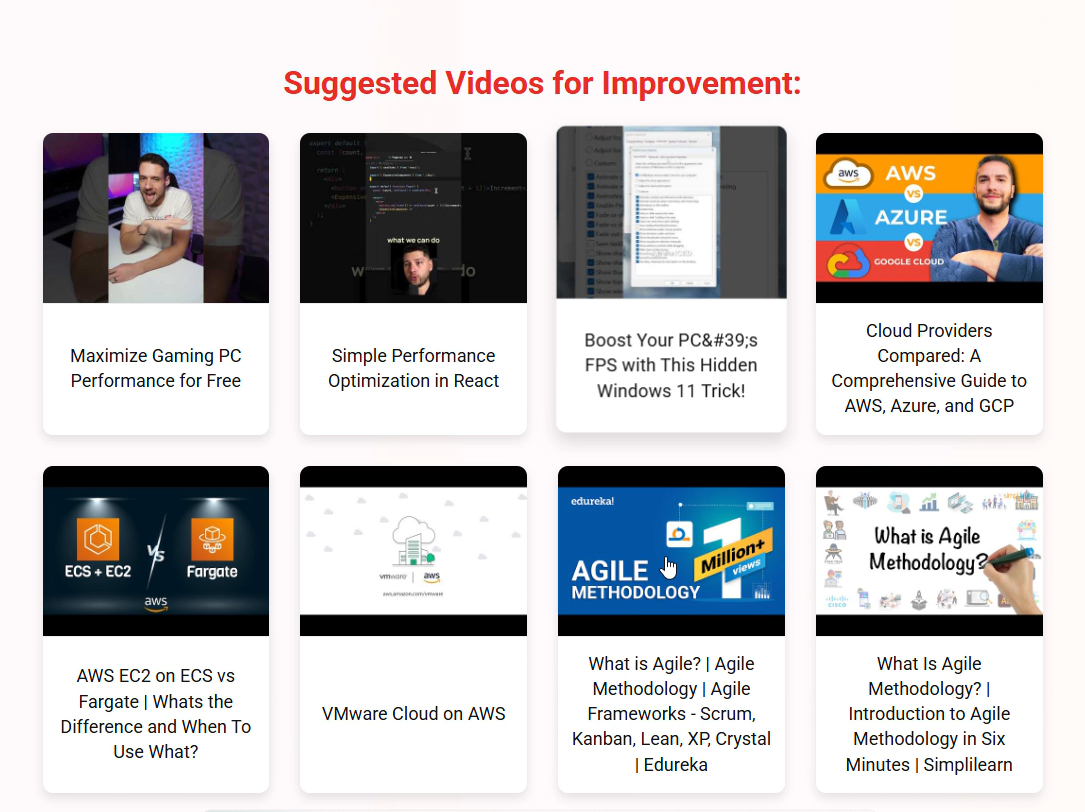 Suggested Videos for Improvement:
what we can do
aws
AWS
VS
AZURE
VS
GOOGLE CLOUD
Maximize Gaming PC
Performance for Free
Simple Performance
Optimization in React
Boost Your PC&#39;s
FPS with This Hidden
Windows 11 Trick!
Cloud Providers
Compared: A
Comprehensive Guide to
AWS, Azure, and GCP
ECS + EC2
vs
Fargate
aws
vmware
aws
aws.amazon.com/vmware
edureka!
AGILE
METHODOLOGY
1
Million+
views
What is Agile
Methodology?
AWS EC2 on ECS vs
Fargate | Whats the
Difference and When To
Use What?
VMware Cloud on AWS
What is Agile? | Agile
Methodology | Agile
Frameworks - Scrum,
Kanban, Lean, XP, Crystal
| Edureka
What Is Agile
Methodology? |
Introduction to Agile
Methodology in Six
Minutes | Simplilearn